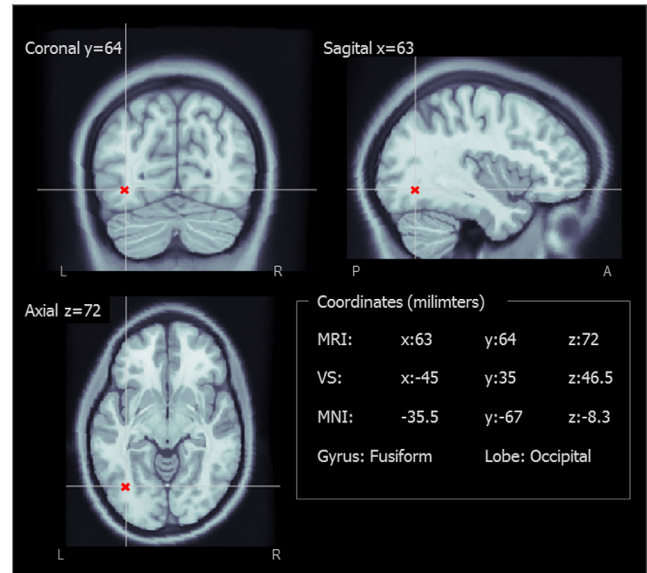 Coronal y=64
Sagital x=63
L
R
P
A
Axial z=72
L
R
Coordinates (milimters)
MRI: x:63 y:64 z:72
VS: x:-45 y:35 z:46.5
MNI: -35.5 y:-67 z:-8.3
Gyrus: Fusiform Lobe: Occipital